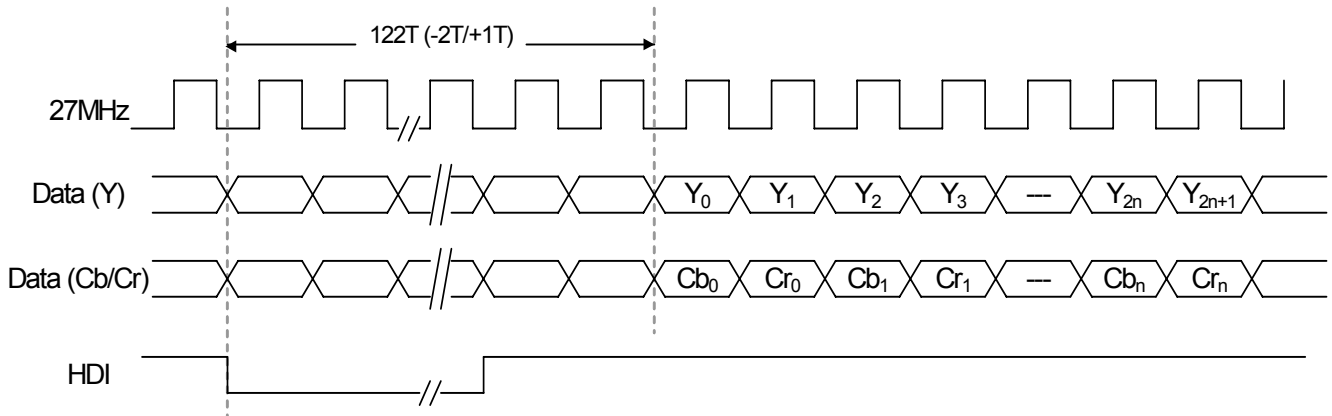 122T (-2T/+1T)
27MHz
Data (Y) Y0 Y1 Y2 Y3 --- Y2n Y2n+1
Data (Cb/Cr) Cb0 Cr0 Cb1 Cr1 --- Cbn Crn
HDI